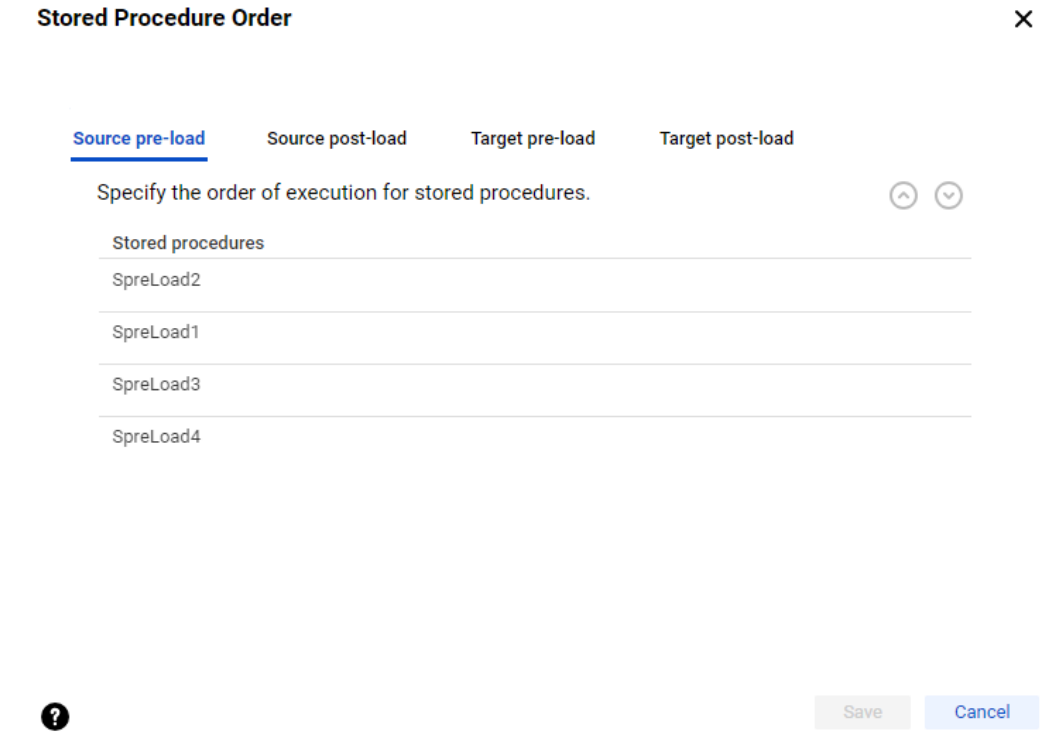 Stored Procedure Order
Source pre-load Source post-load Target pre-load Target post-load
Specify the order of execution for stored procedures.
Stored procedures
SpreLoad2
SpreLoad1
SpreLoad3
SpreLoad4
? Save Cancel